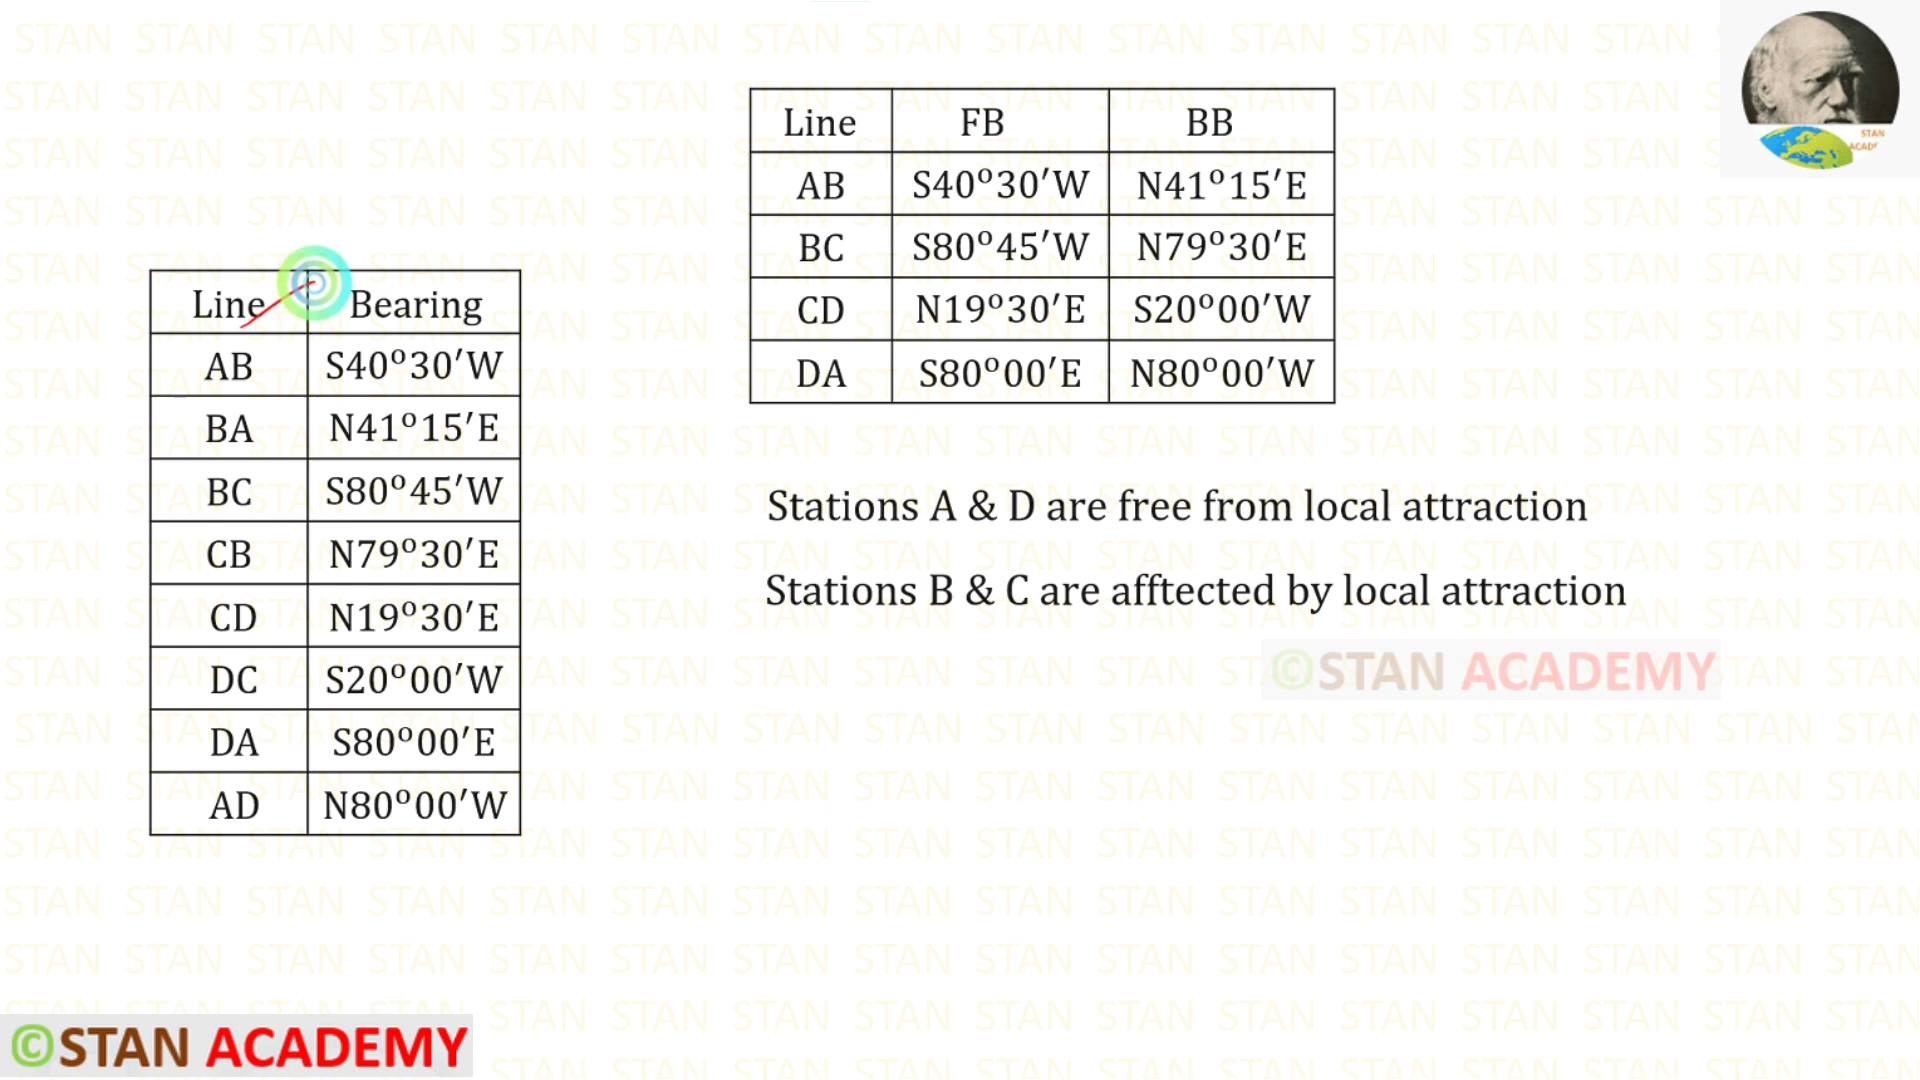 Line FB BB
AB S40°30′W N41°15′E
BC S80°45′W N79°30′E
CD N19°30′E S20°00′W
DA S80°00′E N80°00′W
Line Bearing
AB S40°30′W
BA N41°15′E
BC S80°45′W
CB N79°30′E
CD N19°30′E
DC S20°00′W
DA S80°00′E
AD N80°00′W
Stations A & D are free from local attraction
Stations B & C are afftected by local attraction
©STAN ACADEMY
©STAN ACADEMY
STAN